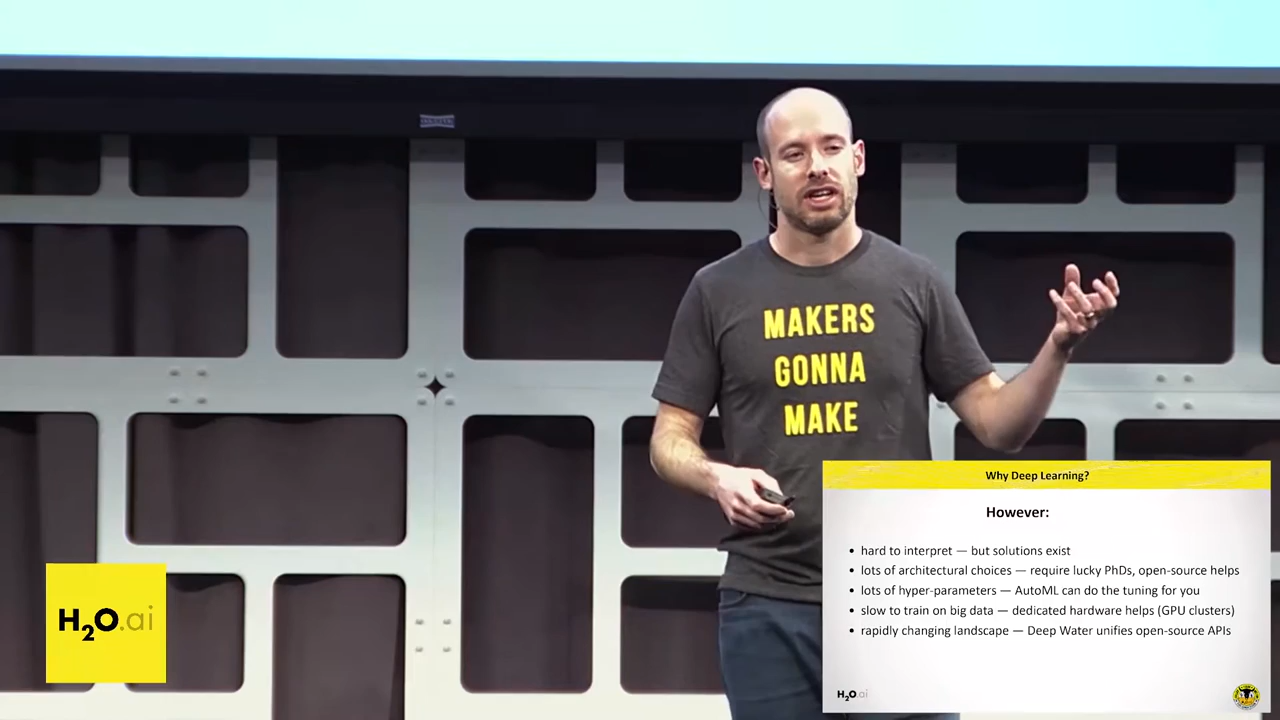 MAKERS
GONNA
MAKE
Why Deep Learning?
However:
• hard to interpret — but solutions exist
• lots of architectural choices — require lucky PhDs, open-source helps
• lots of hyper-parameters — AutoML can do the tuning for you
• slow to train on big data — dedicated hardware helps (GPU clusters)
• rapidly changing landscape — Deep Water unifies open-source APIs
H2O.ai
H2O.ai